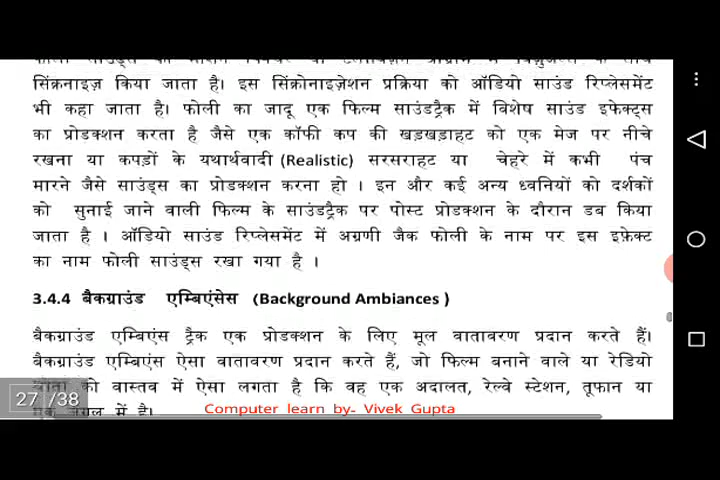 सिंक्रनाइज़ किया जाता है। इस सिंक्रोनाइज़ेशन प्रक्रिया को ऑडियो साउंड रिप्लेसमेंट
भी कहा जाता है। फोली का जादू एक फिल्म साउंडट्रैक में विशेष साउंड इफेक्ट्स
का प्रोडक्शन करता है जैसे एक कॉफी कप की खड़खड़ाहट को एक मेज पर नीचे
रखना या कपड़ों के यथार्थवादी (Realistic) सरसराहट या चेहरे में कभी पंच
मारने जैसे साउंड्स का प्रोडक्शन करना हो । इन और कई अन्य ध्वनियों को दर्शकों
को सुनाई जाने वाली फिल्म के साउंडट्रैक पर पोस्ट प्रोडक्शन के दौरान डब किया
जाता है । ऑडियो साउंड रिप्लेसमेंट में अग्रणी जैक फोली के नाम पर इस इफ़ेक्ट
का नाम फोली साउंड्स रखा गया है ।
3.4.4 बैकग्राउंड एम्बिएंसेस (Background Ambiances)
बैकग्राउंड एम्बिएंस ट्रैक एक प्रोडक्शन के लिए मूल वातावरण प्रदान करते हैं।
बैकग्राउंड एम्बिएंस ऐसा वातावरण प्रदान करते हैं, जो फिल्म बनाने वाले या रेडियो
को वास्तव में ऐसा लगता है कि वह एक अदालत, रेल्वे स्टेशन, तूफान या
जंगल में है।
27 /38
Computer learn by- Vivek Gupta